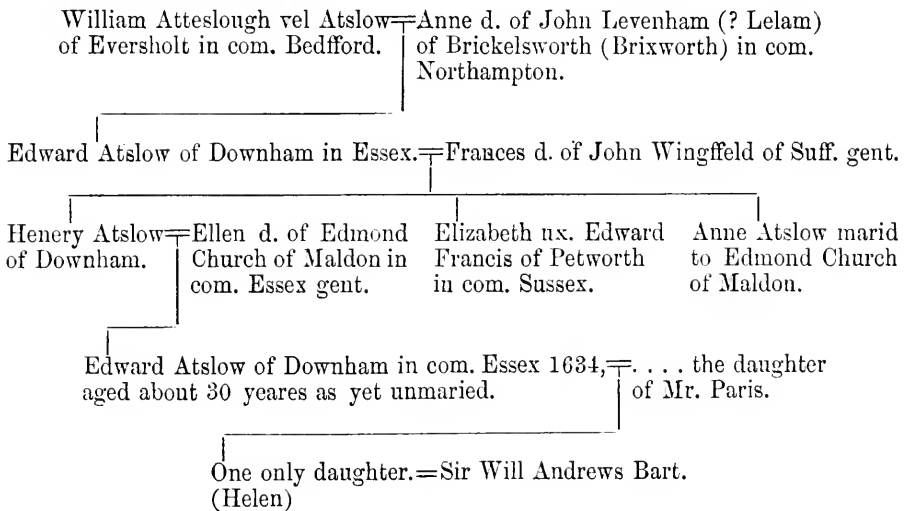 William Atteslough vel Atslow=Anne d. of John Levenham (? Lelam)
of Eversholt in com. Bedfford. of Brickelsworth (Brixworth) in com.
Northampton.
Edward Atslow of Downham in Essex.=Frances d. of John Wingffeld of Suff. gent.
Henery Atslow=Ellen d. of Edmond Elizabeth ux. Edward Anne Atslow marid
of Downham. Church of Maldon in Francis of Petworth to Edmond Church
com. Essex gent. in com. Sussex. of Maldon.
Edward Atslow of Downham in com. Essex 1634,=. . . . the daughter
aged about 30 yeares as yet unmaried. of Mr. Paris.
One only daughter.=Sir Will Andrews Bart.
(Helen)